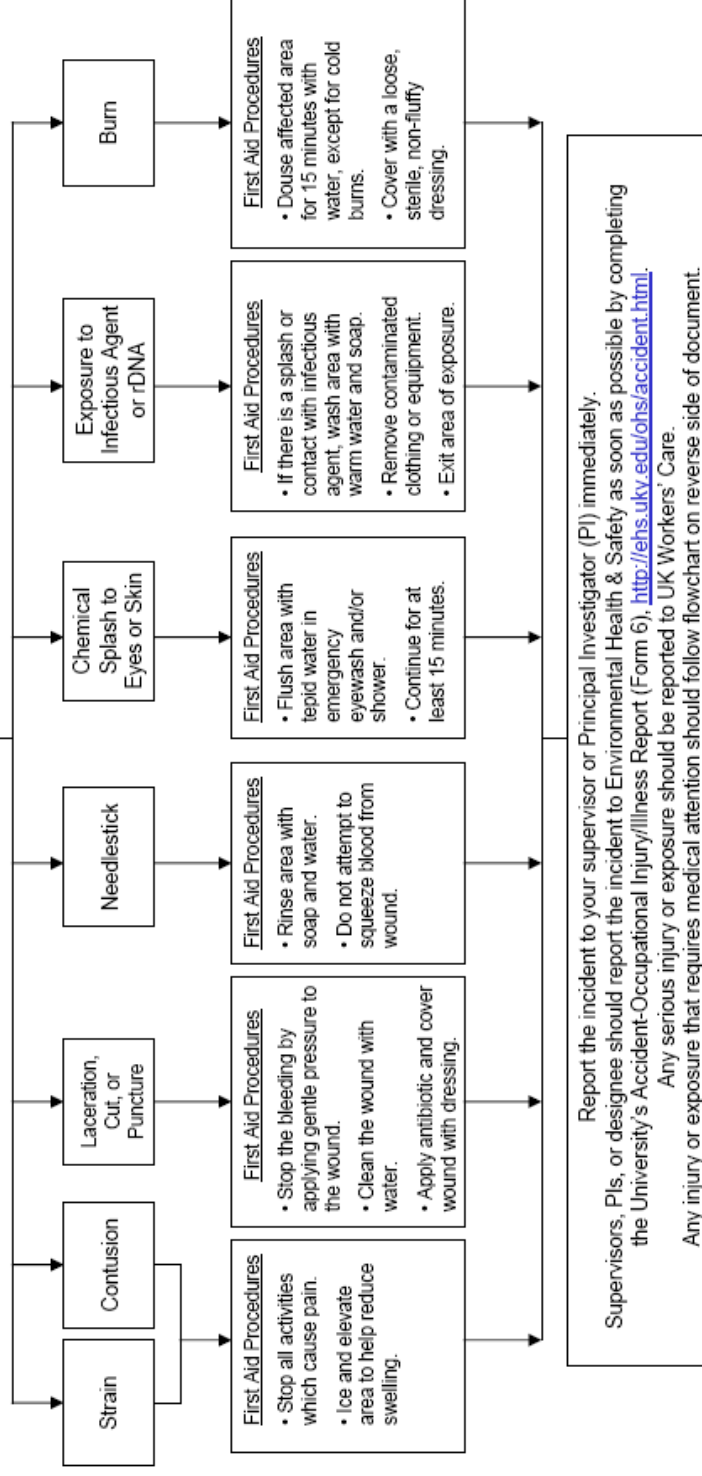 Strain
Contusion
Laceration,
Cut, or
Puncture
Needlestick
Chemical
Splash to
Eyes or Skin
Exposure to
Infectious Agent
or rDNA
Burn
First Aid Procedures
• Stop all activities
which cause pain.
• Ice and elevate
area to help reduce
swelling.
First Aid Procedures
• Stop the bleeding by
applying gentle pressure to
the wound.
• Clean the wound with
water.
• Apply antibiotic and cover
wound with dressing.
First Aid Procedures
• Rinse area with
soap and water.
• Do not attempt to
squeeze blood from
wound.
First Aid Procedures
• Flush area with
tepid water in
emergency
eyewash and/or
shower.
• Continue for at
least 15 minutes.
First Aid Procedures
• If there is a splash or
contact with infectious
agent, wash area with
warm water and soap.
• Remove contaminated
clothing or equipment.
• Exit area of exposure.
First Aid Procedures
• Douse affected area
for 15 minutes with
water, except for cold
burns.
• Cover with a loose,
sterile, non-fluffy
dressing.
Report the incident to your supervisor or Principal Investigator (PI) immediately.
Supervisors, PIs, or designee should report the incident to Environmental Health & Safety as soon as possible by completing
the University's Accident-Occupational Injury/Illness Report (Form 6), http://ehs.uky.edu/ohs/accident.html.
Any serious injury or exposure should be reported to UK Workers' Care.
Any injury or exposure that requires medical attention should follow flowchart on reverse side of document.